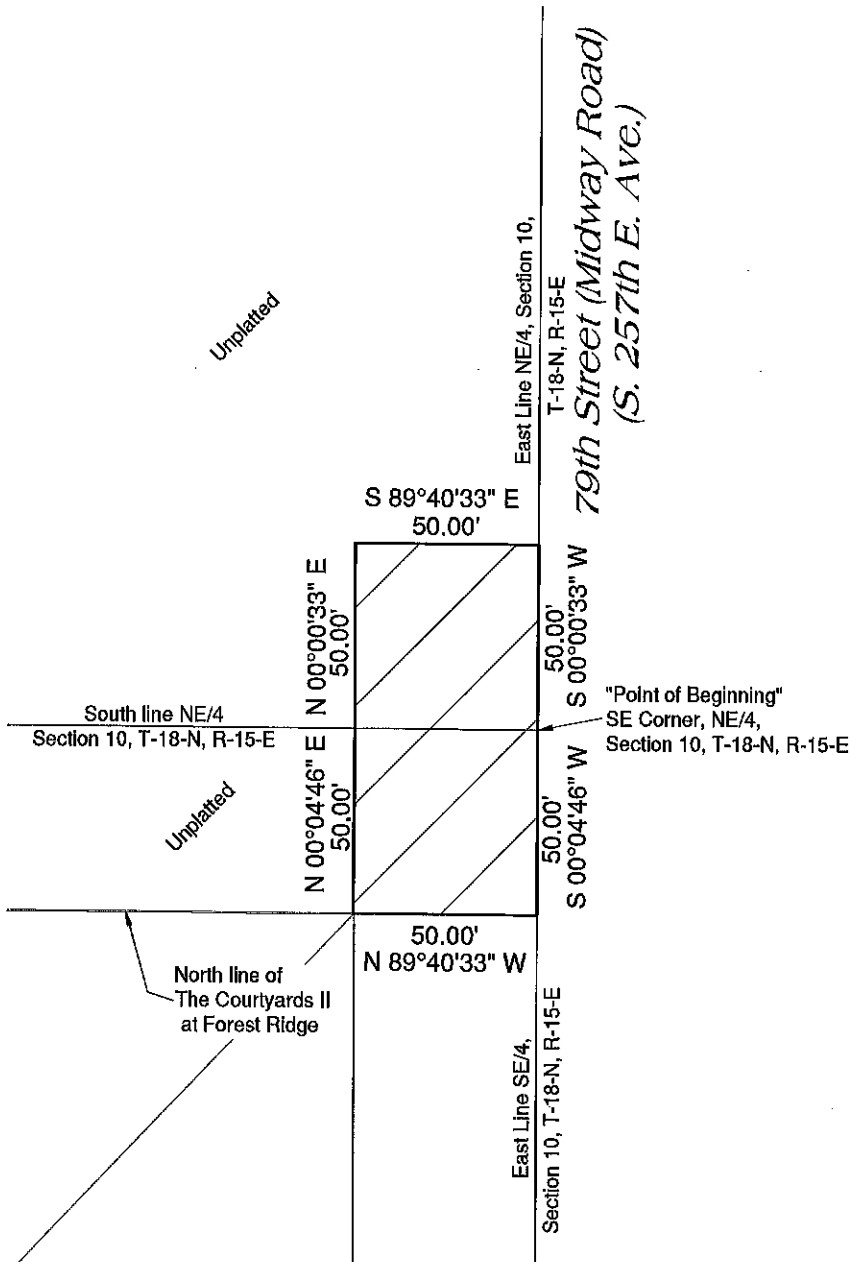 79th Street (Midway Road)
(S. 257th E. Ave.)
Unplatted
East Line NE/4, Section 10,
T-18-N, R-15-E
S 89°40'33" E
50.00'
N 00°00'33" E
50.00'
50.00'
S 00°00'33" W
"Point of Beginning"
SE Corner, NE/4,
Section 10, T-18-N, R-15-E
South line NE/4
Section 10, T-18-N, R-15-E
Unplatted
N 00°04'46" E
50.00'
50.00'
S 00°04'46" W
50.00'
N 89°40'33" W
North line of
The Courtyards II
at Forest Ridge
East Line SE/4,
Section 10, T-18-N, R-15-E